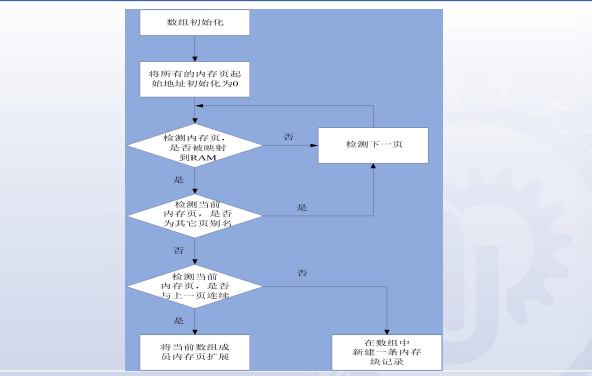 数组初始化
将所有的内存页起
始地址初始化为0
检测内存页，
是否被映射
到RAM
否
检测下一页
是
检测当前
内存页，是否
为其它页别名
是
否
检测当前
内存页，是否
与上一页连续
否
是
将当前数组成
员内存页扩展
在数组中
新建一条内存
块记录